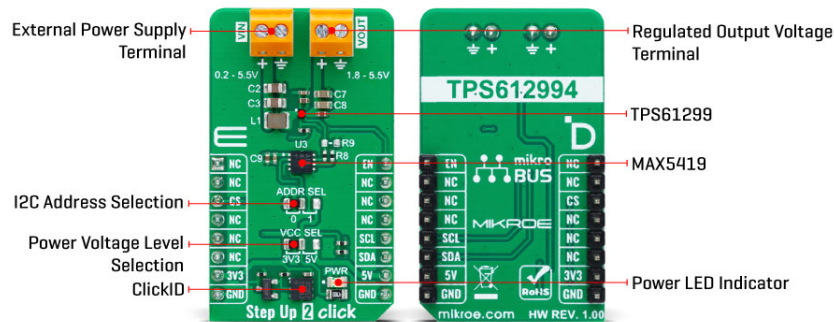 External Power Supply
Terminal
I2C Address Selection
Power Voltage Level
Selection
ClickID
VIN
VOUT
+
+
0.2 - 5.5V
1.8 - 5.5V
C2
C3
L1
C7
C8
U3
R9
R8
C9
NC
NC
CS
NC
NC
NC
3V3
GND
EN
NC
NC
NC
SCL
SDA
5V
GND
ADDR SEL
0 1
VCC SEL
3V3 5V
PWR
Step Up 2 click
+
+
TPS612994
EN
NC
NC
NC
SCL
SDA
5V
GND
mikro
BUS
MIKROE
RoHS
NC
NC
CS
NC
NC
NC
3V3
GND
mikroe.com HW REV. 1.00
Regulated Output Voltage
Terminal
TPS61299
MAX5419
Power LED Indicator